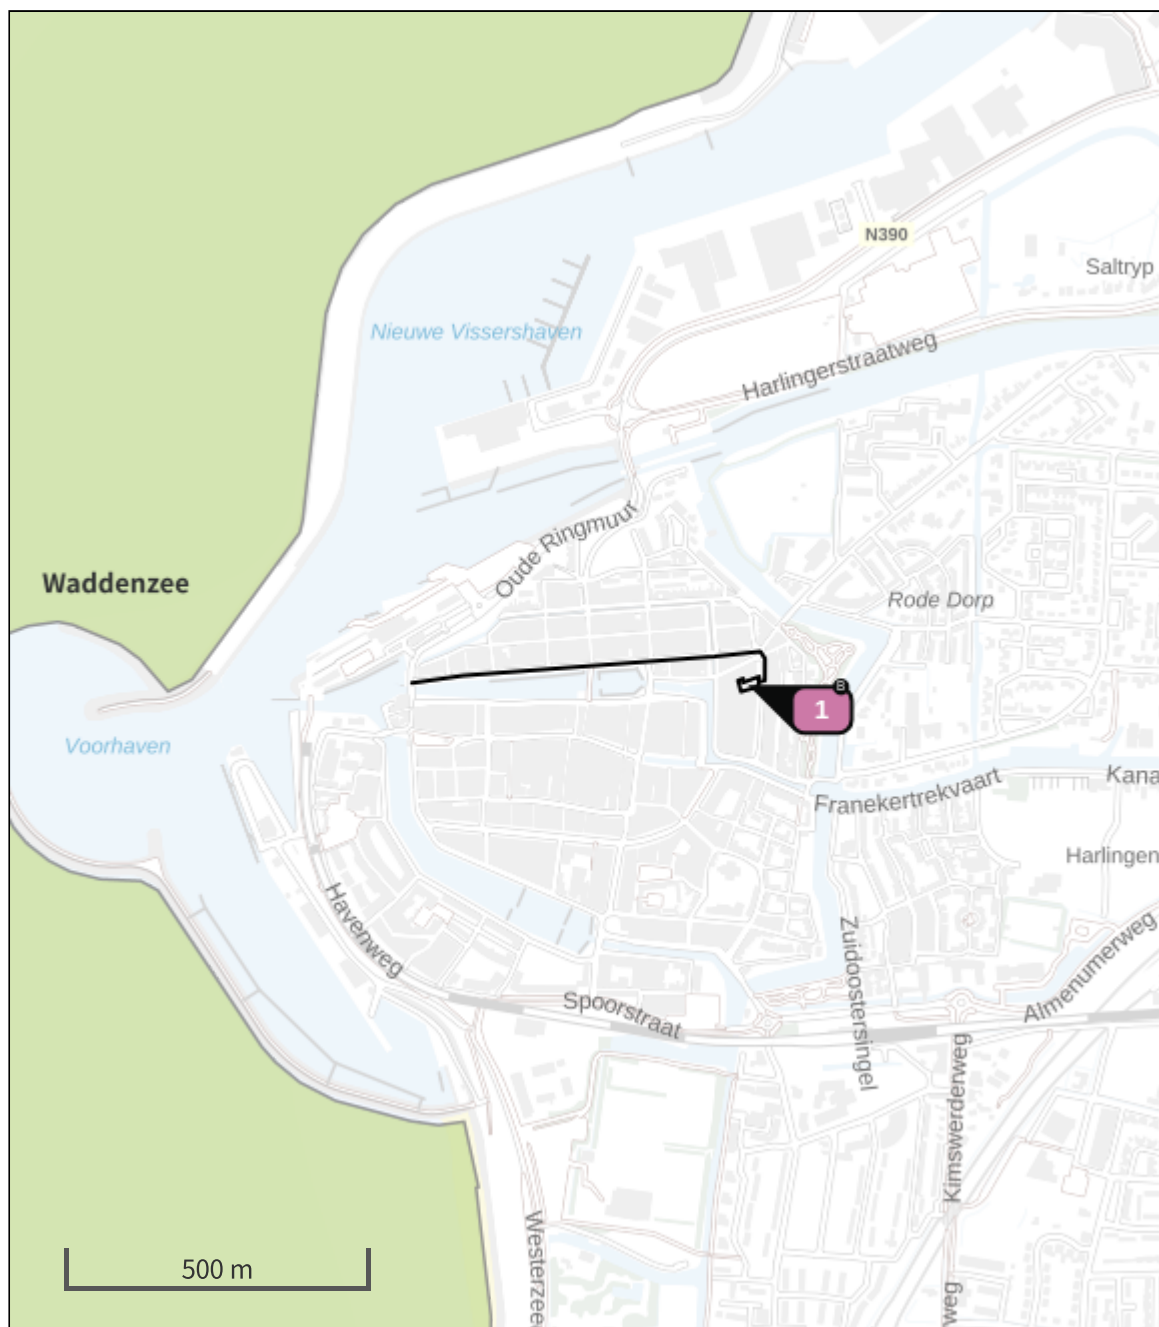 N390
Saltryp
Nieuwe Vissershaven
Harlingerstraatweg
Oude Ringmuur
Waddenzee
Rode Dorp
1
B
Voorhaven
Franekertrekvaart
Kana
Harlingen
Havenweg
Zuidoostersingel
Almenumerweg
Spoorstraat
Kimswerderweg
Westerzee
500 m
weg